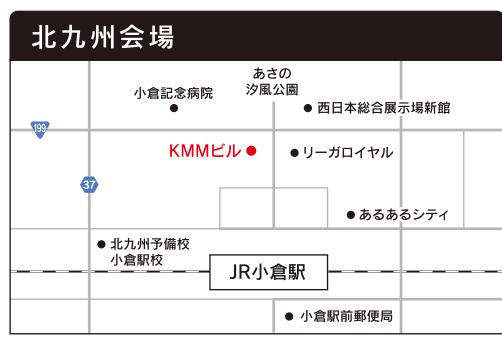 北九州会場
あさの
汐風公園
小倉記念病院
西日本総合展示場新館
199
KMMビル
リーガロイヤル
37
あるあるシティ
北九州予備校
小倉駅校
JR小倉駅
小倉駅前郵便局